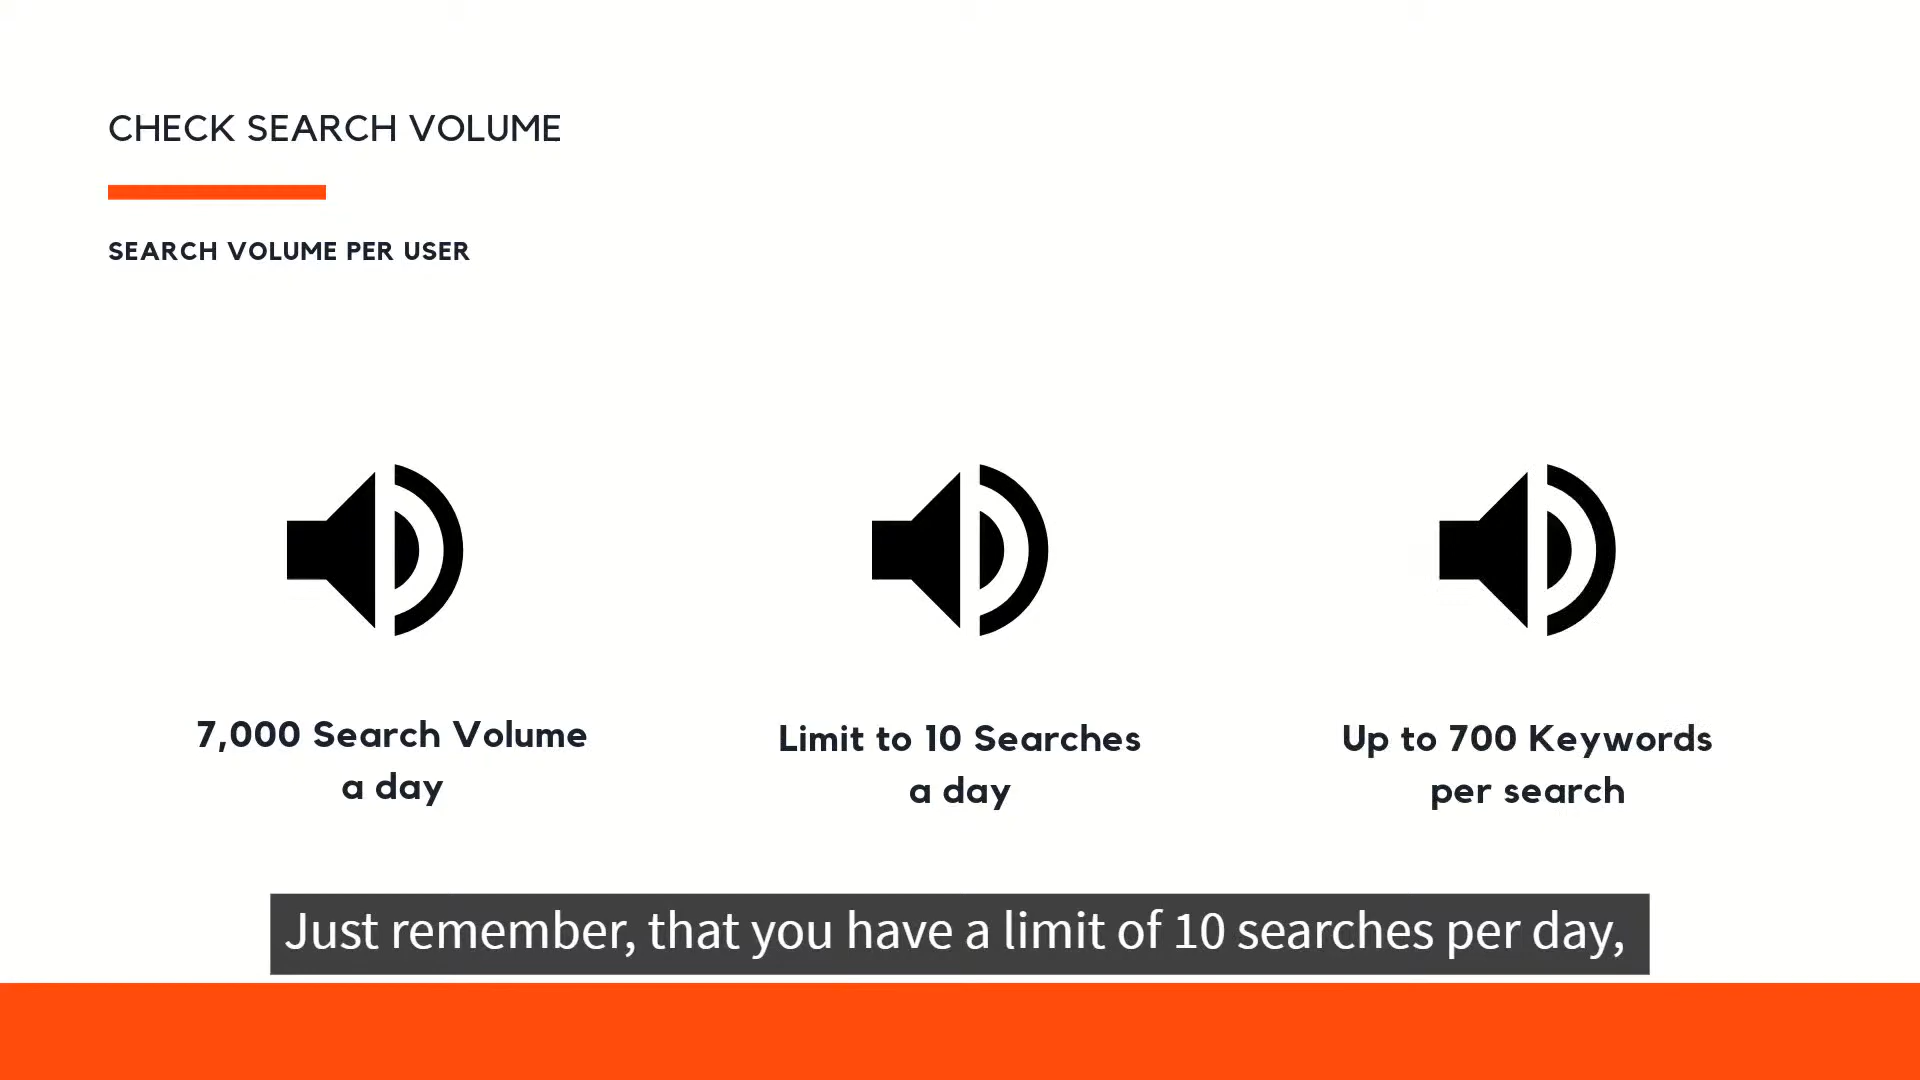 CHECK SEARCH VOLUME
SEARCH VOLUME PER USER
7,000 Search Volume
a day
Limit to 10 Searches
a day
Up to 700 Keywords
per search
Just remember, that you have a limit of 10 searches per day,